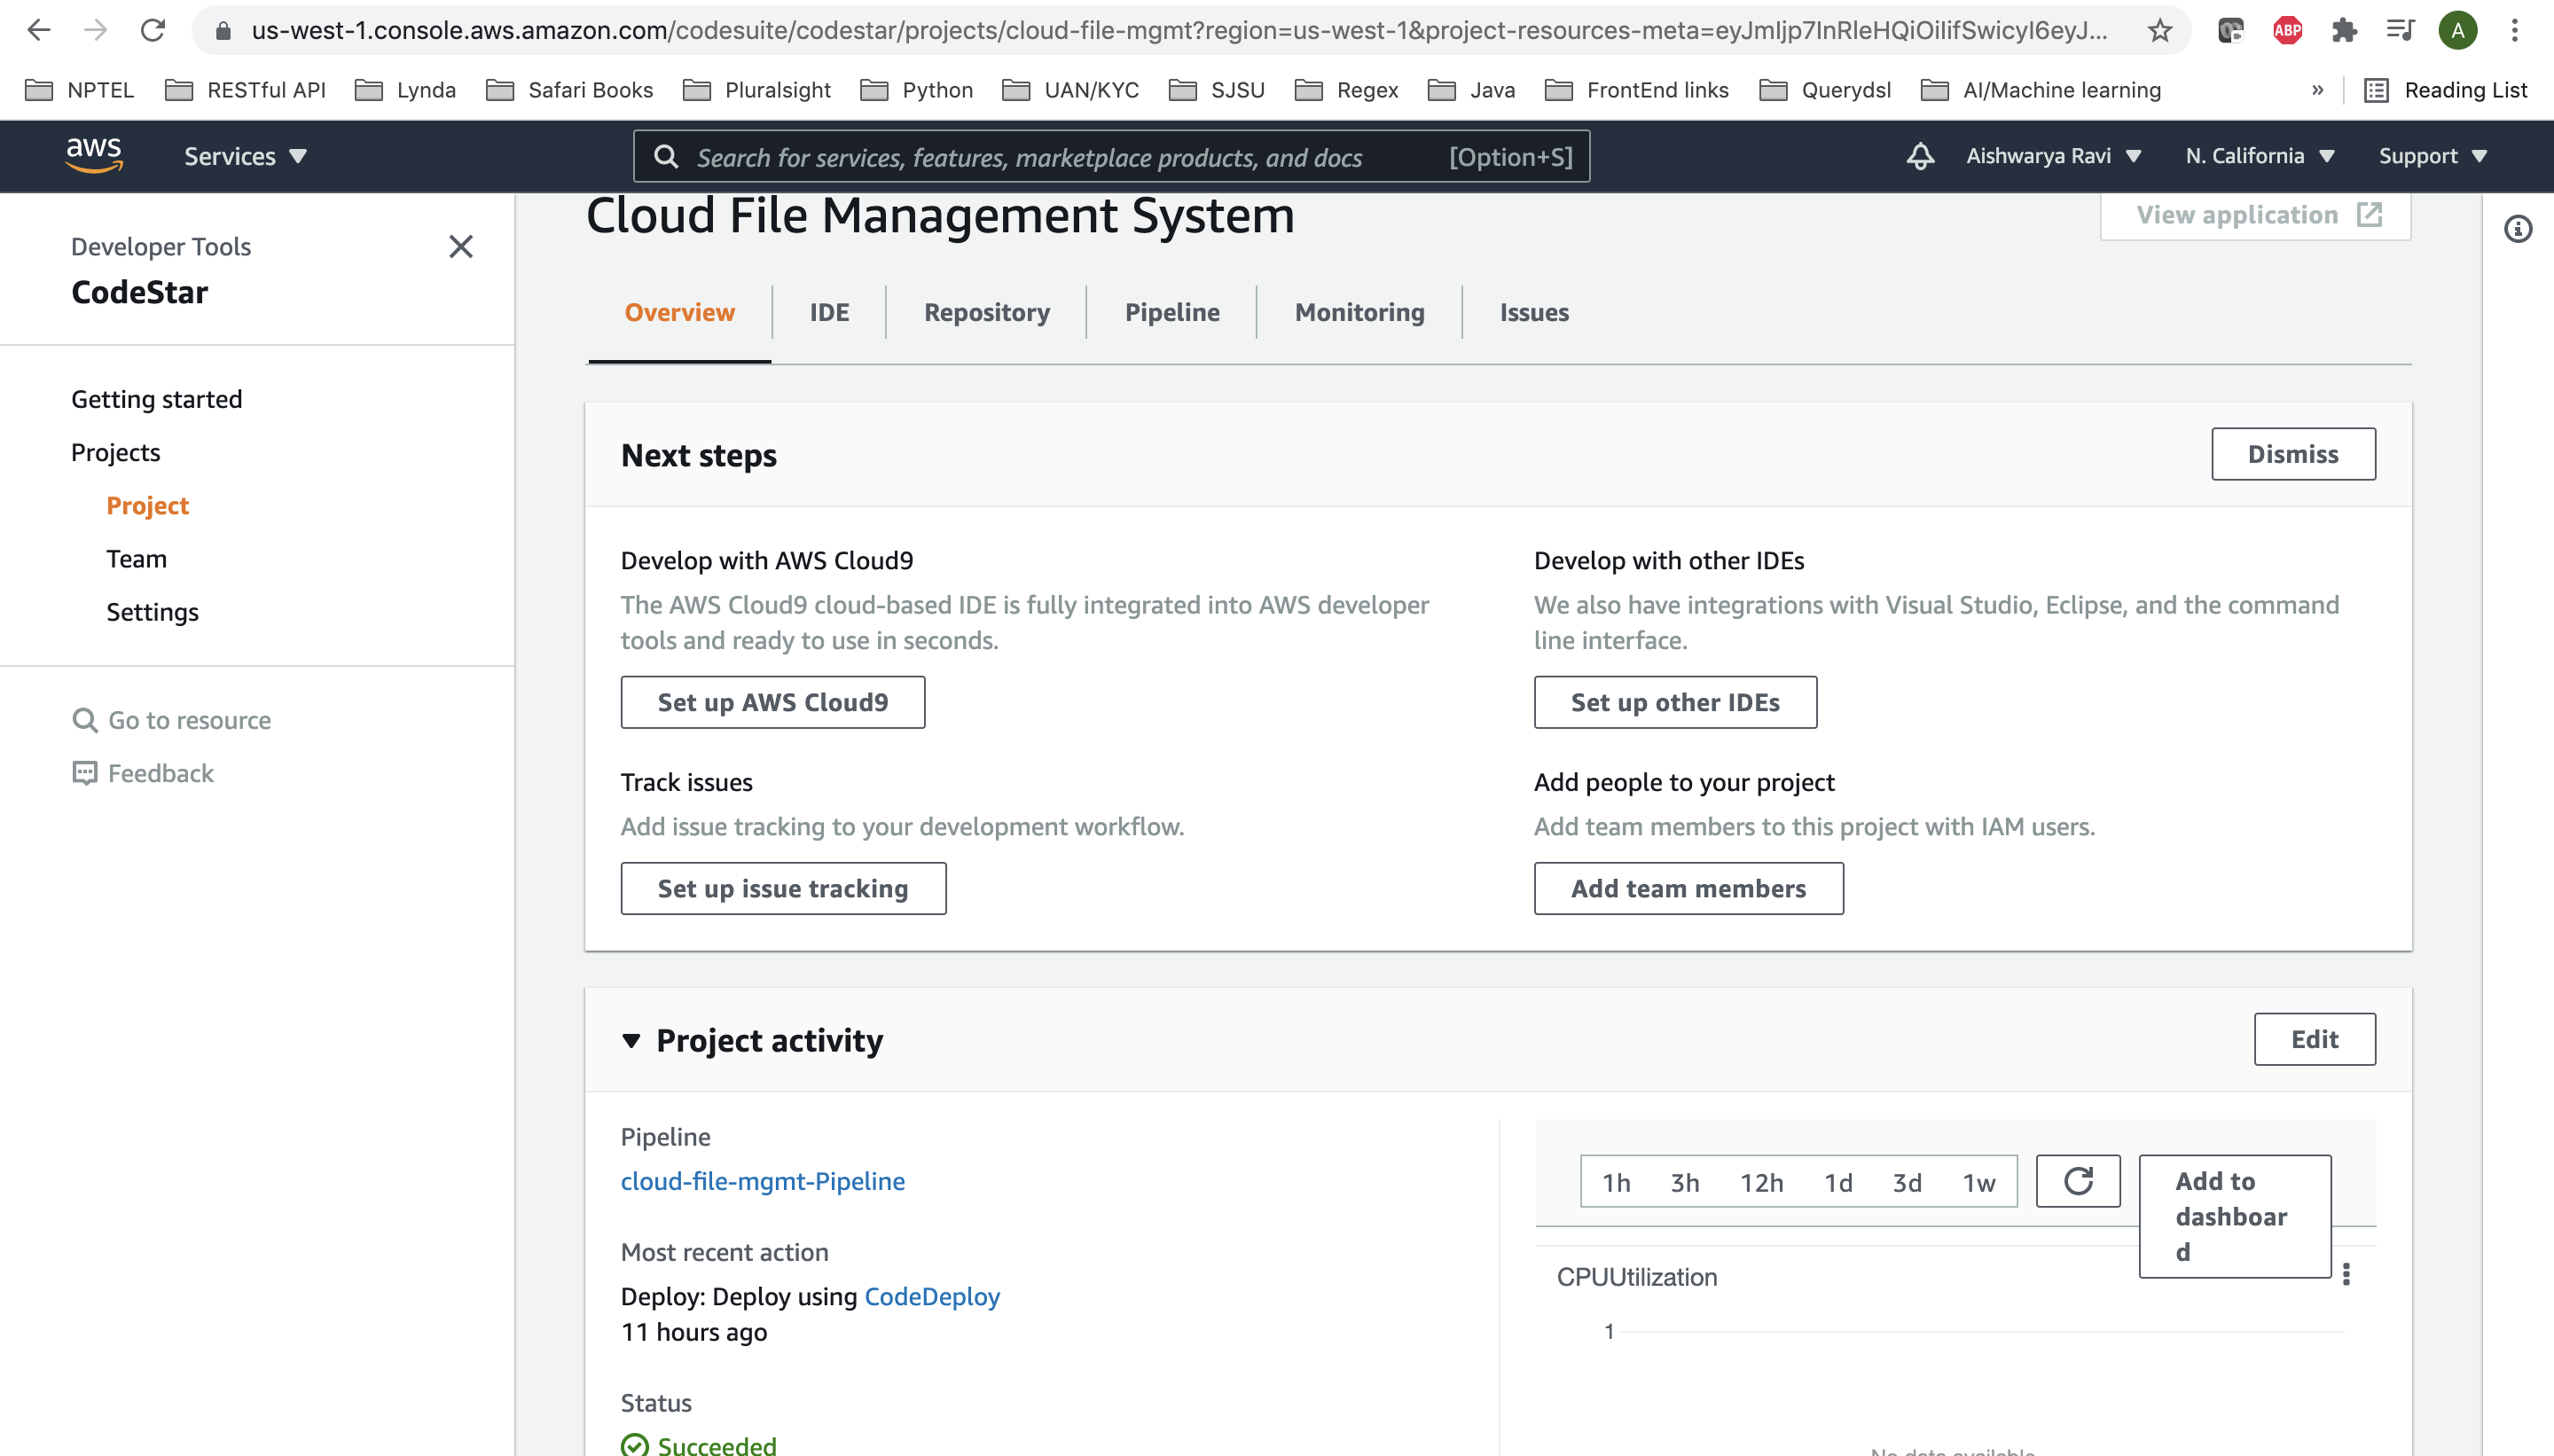 us-west-1.console.aws.amazon.com/codesuite/codestar/projects/cloud-file-mgmt?region=us-west-1&project-resources-meta=eyJmIjp7InRleHQiOiIifSwicyI6eyJ...
ABP
A
NPTEL RESTful API Lynda Safari Books Pluralsight Python UAN/KYC SJSU Regex Java FrontEnd links Querydsl AI/Machine learning » Reading List
aws Services Search for services, features, marketplace products, and docs [Option+S] Aishwarya Ravi N. California Support
Developer Tools
CodeStar
Getting started
Projects
Project
Team
Settings
Go to resource
Feedback
Cloud File Management System
View application
Overview IDE Repository Pipeline Monitoring Issues
Next steps
Dismiss
Develop with AWS Cloud9
The AWS Cloud9 cloud-based IDE is fully integrated into AWS developer
tools and ready to use in seconds.
Set up AWS Cloud9
Develop with other IDEs
We also have integrations with Visual Studio, Eclipse, and the command
line interface.
Set up other IDEs
Track issues
Add issue tracking to your development workflow.
Set up issue tracking
Add people to your project
Add team members to this project with IAM users.
Add team members
Project activity
Edit
Pipeline
cloud-file-mgmt-Pipeline
Most recent action
Deploy: Deploy using CodeDeploy
11 hours ago
Status
Succeeded
1h 3h 12h 1d 3d 1w
Add to
dashboar
d
CPUUtilization
1
No data available